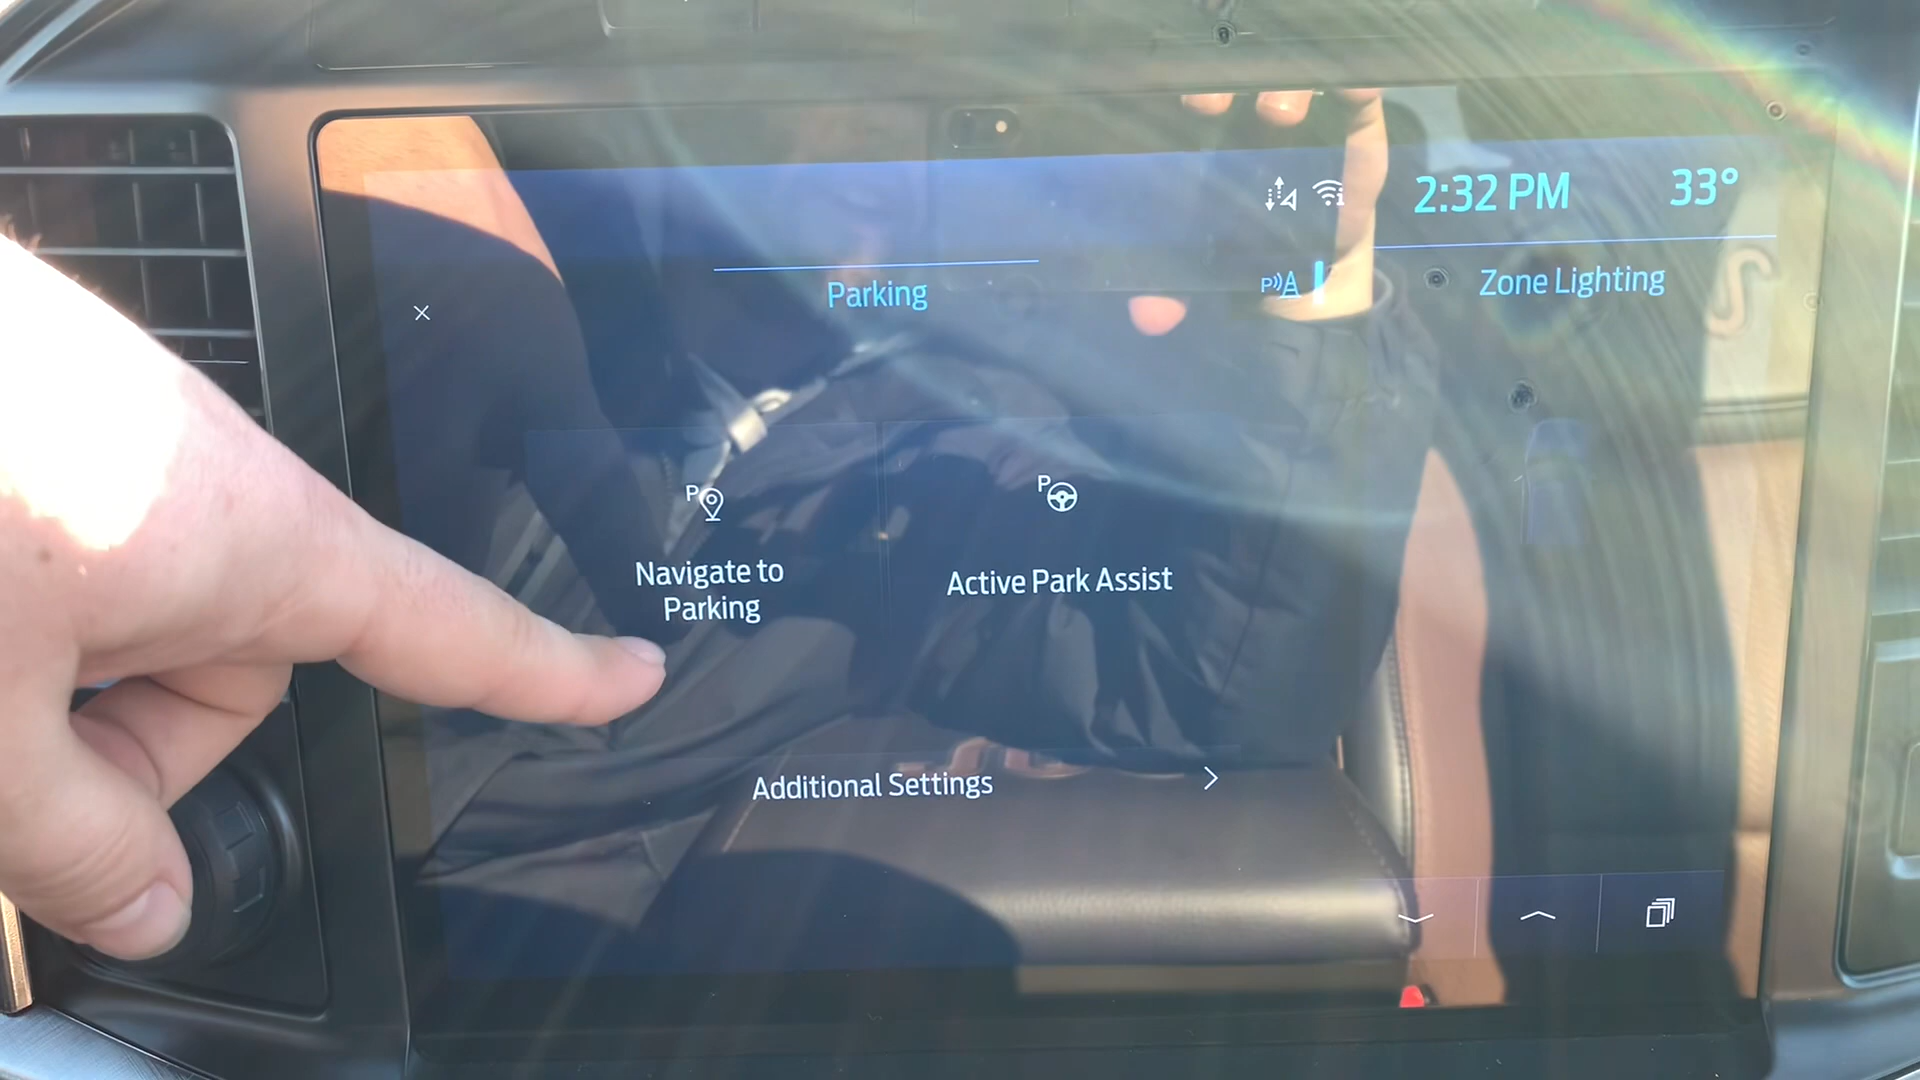 2:32 PM 33°
Parking
P))A
Zone Lighting
P
Navigate to
Parking
P
Active Park Assist
Additional Settings